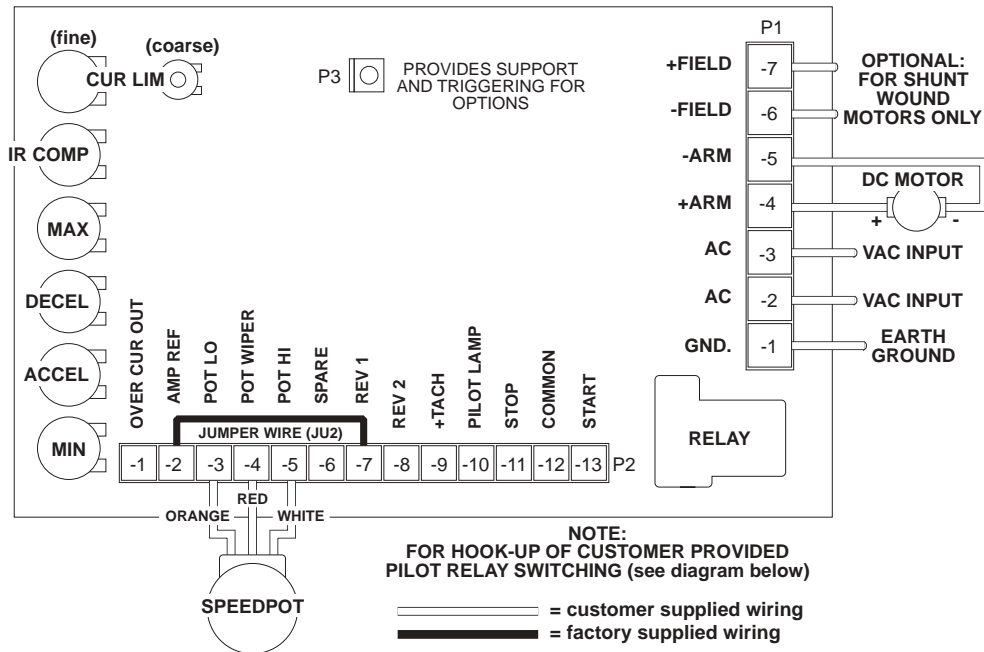 (fine)
(coarse)
CUR LIM
IR COMP
MAX
DECEL
ACCEL
MIN
P3
PROVIDES SUPPORT
AND TRIGGERING FOR
OPTIONS
P1
+FIELD
-7
OPTIONAL:
FOR SHUNT
WOUND
MOTORS ONLY
-FIELD
-6
-ARM
-5
DC MOTOR
+ARM
-4
+ -
AC
-3
VAC INPUT
AC
-2
VAC INPUT
GND.
-1
EARTH
GROUND
OVER CUR OUT
AMP REF
POT LO
POT WIPER
POT HI
SPARE
REV 1
REV 2
+TACH
PILOT LAMP
STOP
COMMON
START
JUMPER WIRE (JU2)
-1 -2 -3 -4 -5 -6 -7 -8 -9 -10 -11 -12 -13 P2
RELAY
ORANGE RED WHITE
SPEEDPOT
NOTE:
FOR HOOK-UP OF CUSTOMER PROVIDED
PILOT RELAY SWITCHING (see diagram below)
= customer supplied wiring
= factory supplied wiring